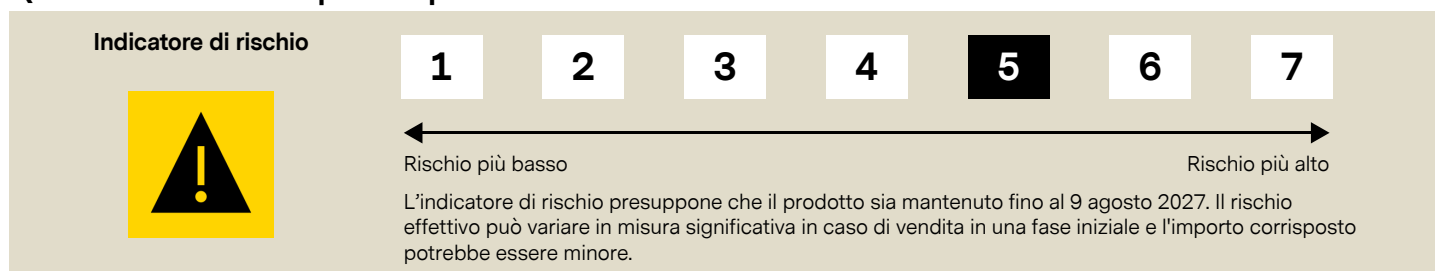 Indicatore di rischio
1 2 3 4 5 6 7
Rischio più basso Rischio più alto
L'indicatore di rischio presuppone che il prodotto sia mantenuto fino al 9 agosto 2027. Il rischio
effettivo può variare in misura significativa in caso di vendita in una fase iniziale e l'importo corrisposto
potrebbe essere minore.